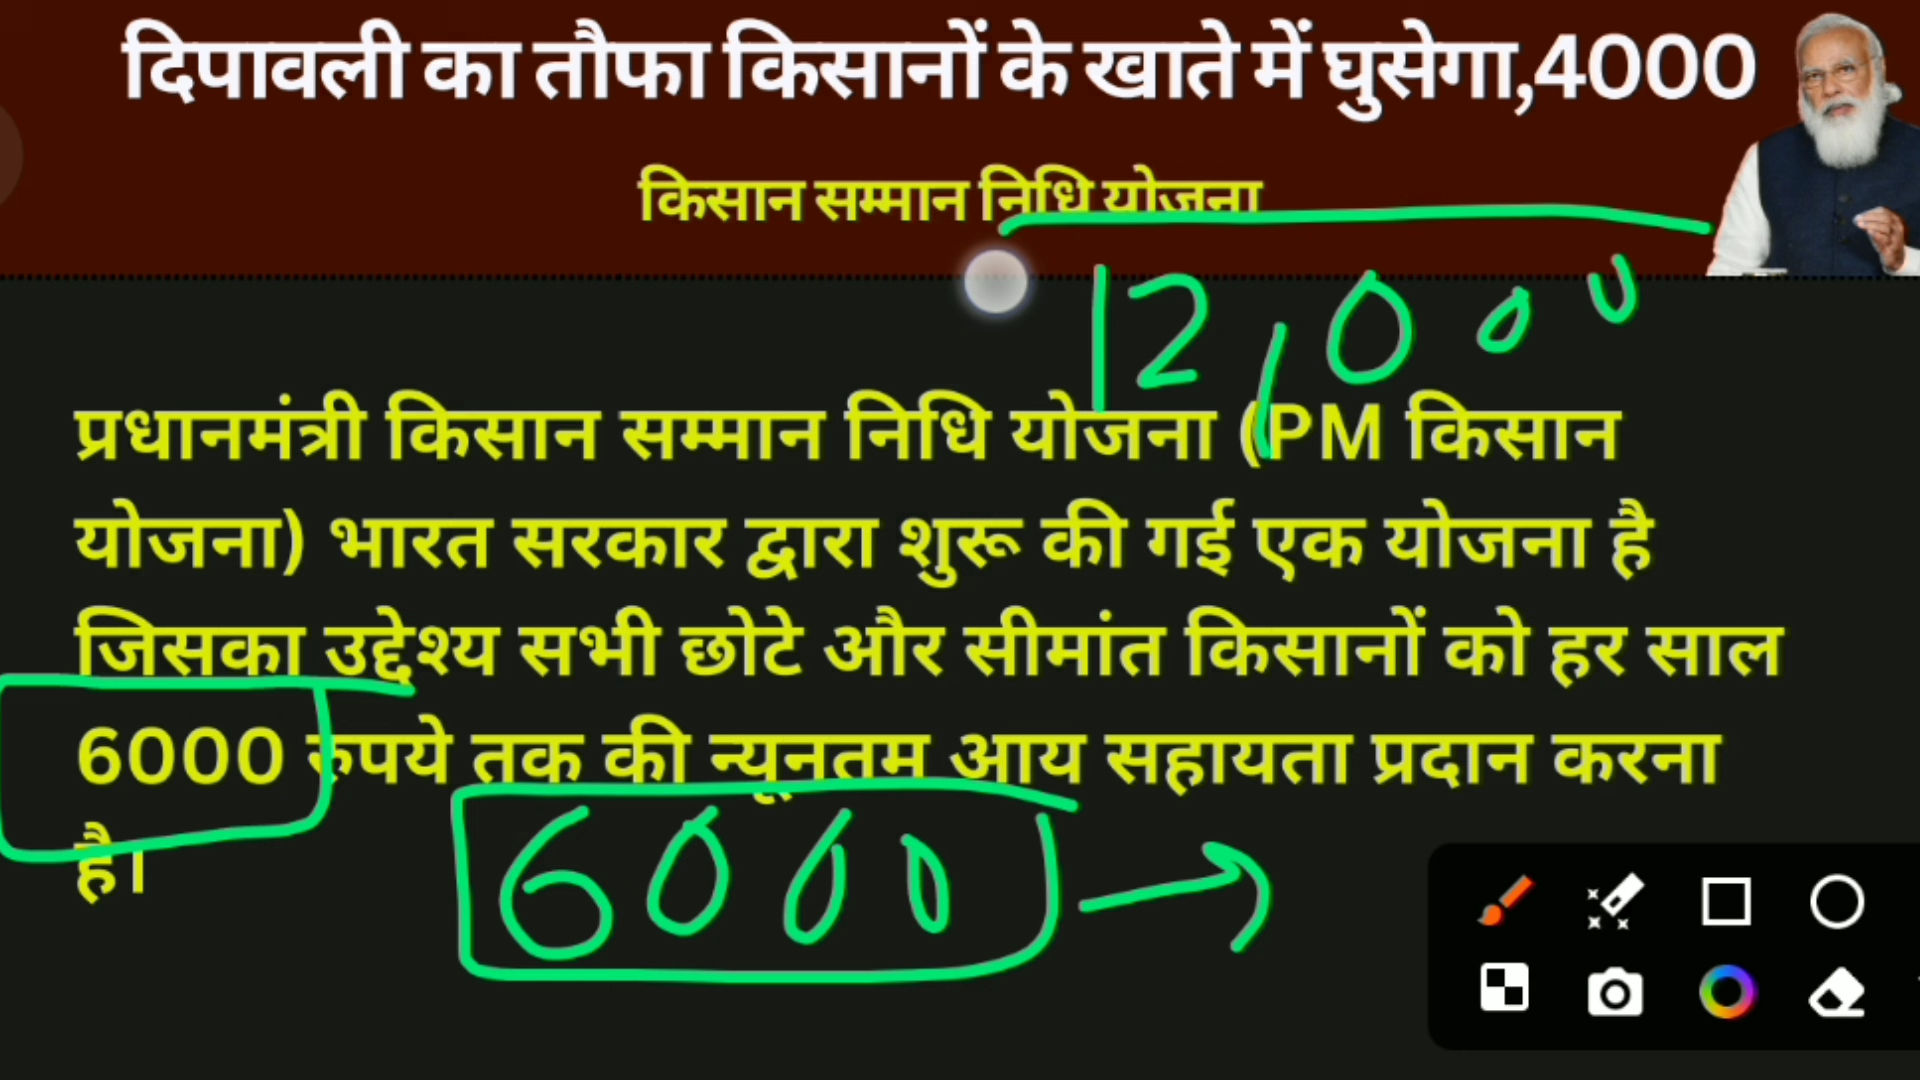 दिपावली का तौफा किसानों के खाते में घुसेगा,4000
किसान सम्मान निधि योजना
12,000
प्रधानमंत्री किसान सम्मान निधि योजना (PM किसान
योजना) भारत सरकार द्वारा शुरू की गई एक योजना है
जिसका उद्देश्य सभी छोटे और सीमांत किसानों को हर साल
6000 रुपये तक की न्यूनतम आय सहायता प्रदान करना
है।
6000